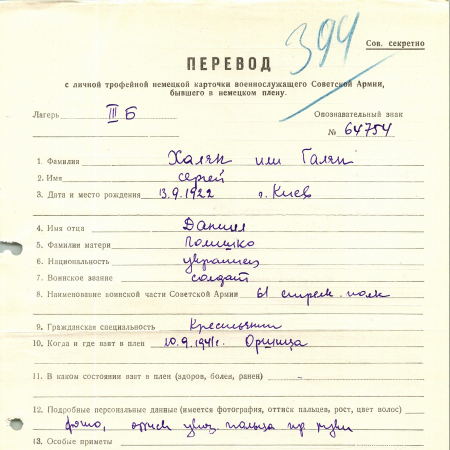 394
Сов. секретно
ПЕРЕВОД
с личной трофейной немецкой карточки военнослужащего Советской Армии,
бывшего в немецком плену.
Лагерь III Б Опознавательный знак
№ 64754
1. Фамилия Халяп или Галяп
2. Имя Сергей
3. Дата и место рождения 13.9.1922 г. Киев
4. Имя отца Даниил
5. Фамилия матери
6. Национальность украинец
7. Воинское звание солдат
8. Наименование воинской части Советской Армии 61 стрелк. полк
9. Гражданская специальность Крестьянин
10. Когда и где взят в плен 20.9.1941г. Оршица
11. В каком состоянии взят в плен (здоров, болен, ранен) —
12. Подробные персональные данные (имеется фотография, оттиск пальцев, рост, цвет волос)
фото, оттиск указ. пальца пр. руки
13. Особые приметы